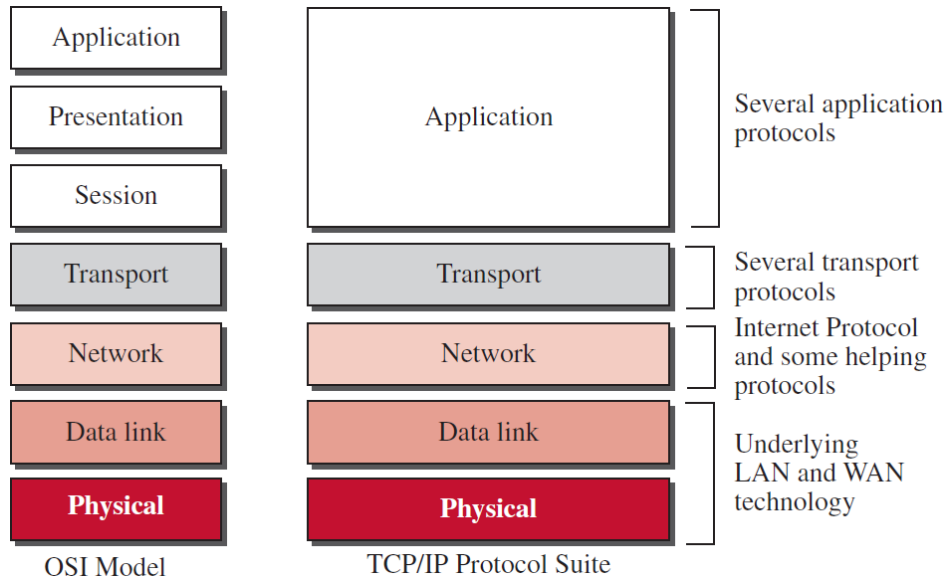 Application
Presentation
Session
Transport
Network
Data link
Physical
OSI Model
Application
Transport
Network
Data link
Physical
TCP/IP Protocol Suite
Several application
protocols
Several transport
protocols
Internet Protocol
and some helping
protocols
Underlying
LAN and WAN
technology